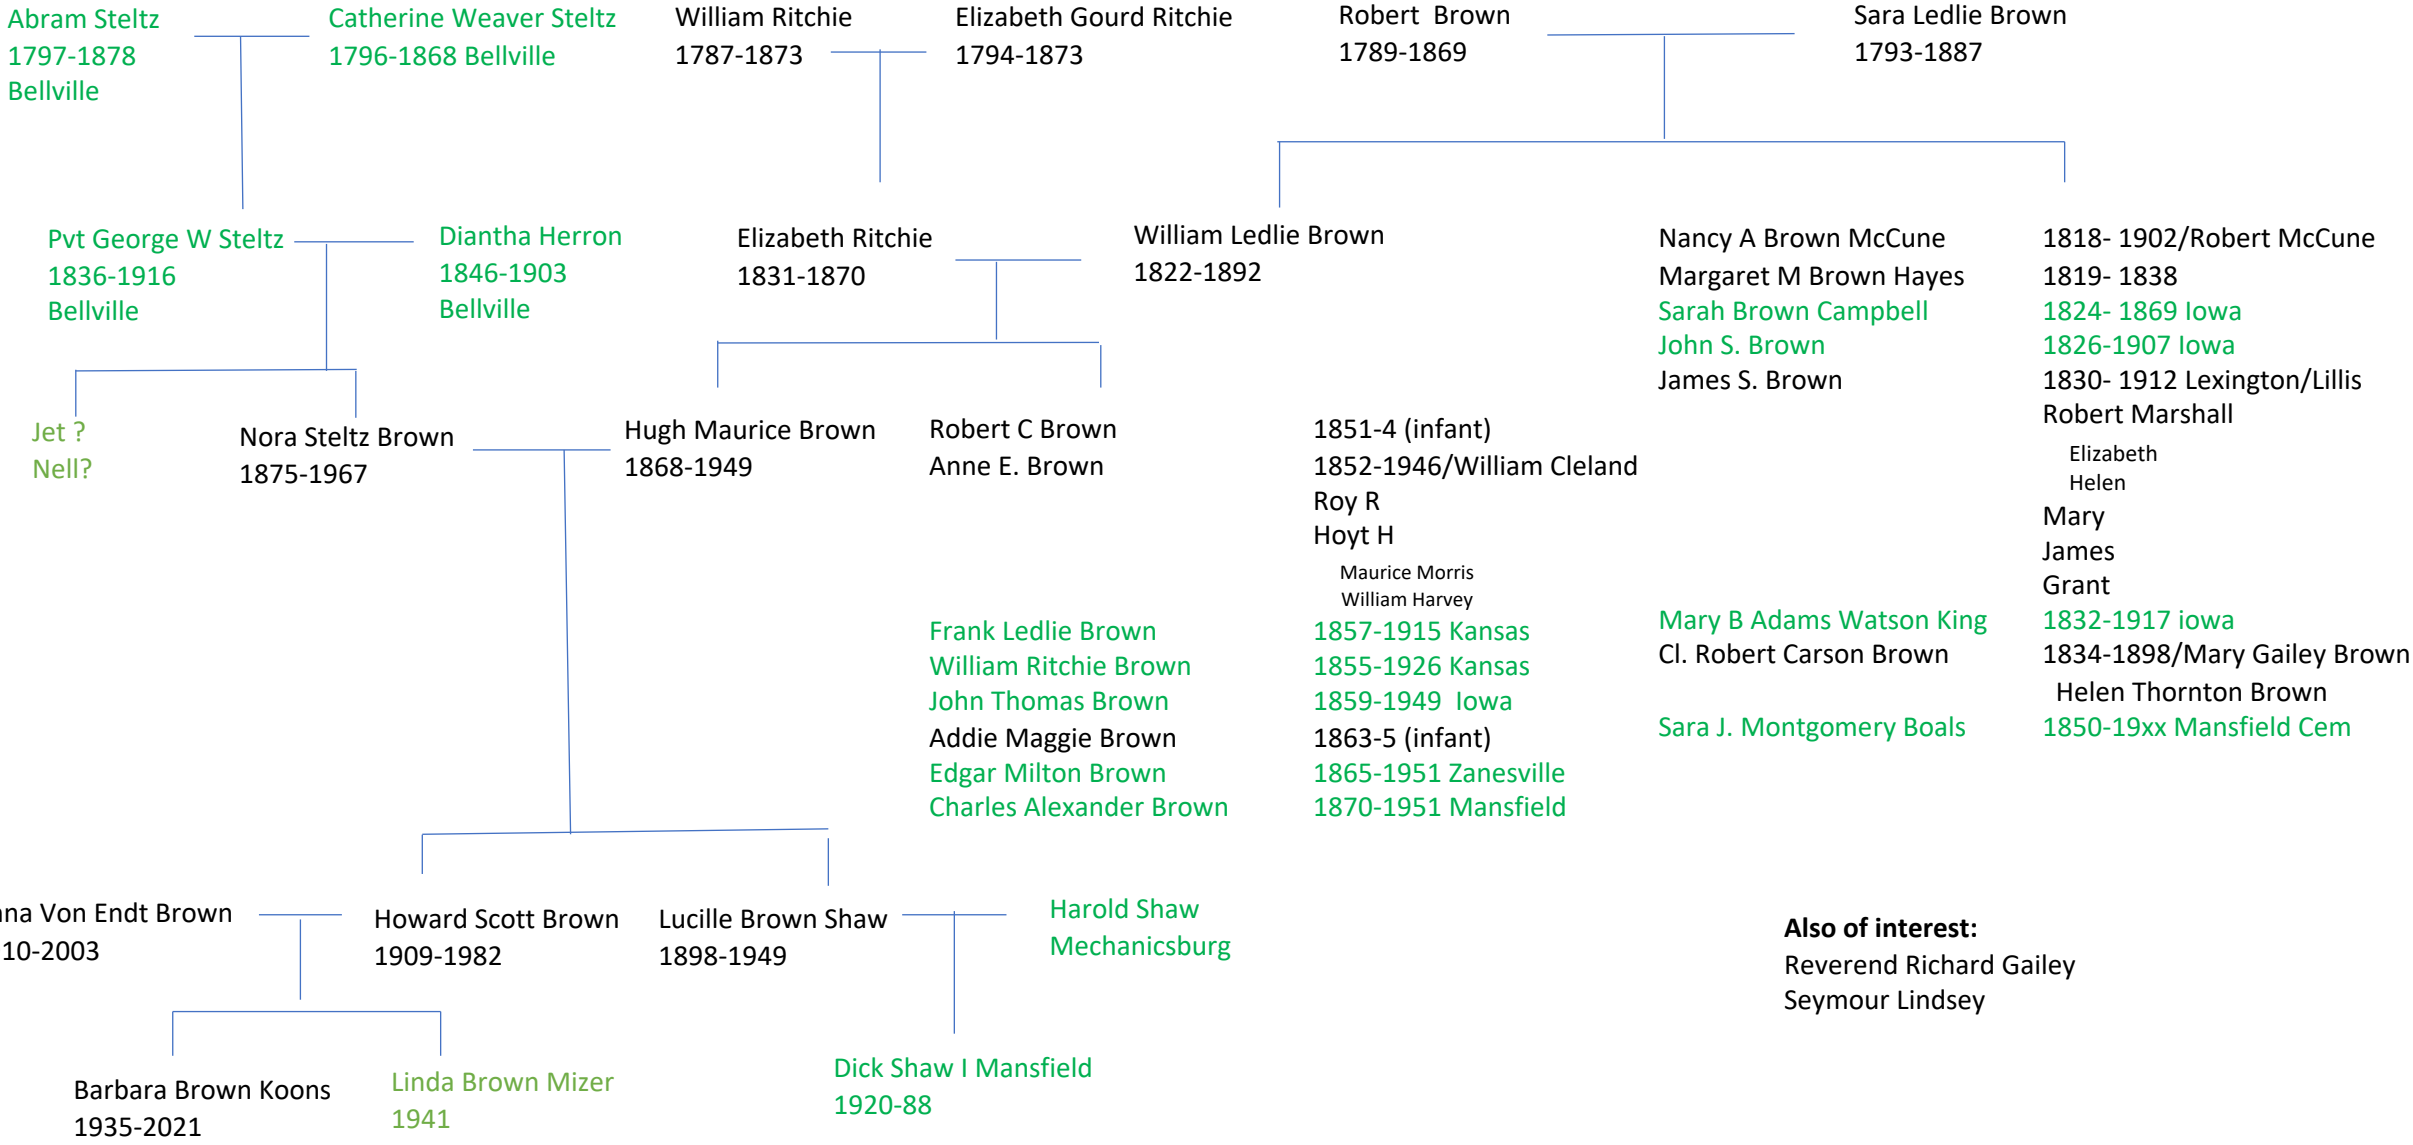 Abram Steltz
1797-1878
Bellville
Catherine Weaver Steltz
1796-1868 Bellville
William Ritchie
1787-1873
Elizabeth Gourd Ritchie
1794-1873
Robert Brown
1789-1869
Sara Ledlie Brown
1793-1887
Pvt George W Steltz
1836-1916
Bellville
Diantha Herron
1846-1903
Bellville
Elizabeth Ritchie
1831-1870
William Ledlie Brown
1822-1892
Nancy A Brown McCune 1818- 1902/Robert McCune
Margaret M Brown Hayes 1819- 1838
Sarah Brown Campbell 1824- 1869 Iowa
John S. Brown 1826-1907 Iowa
James S. Brown 1830- 1912 Lexington/Lillis
Robert Marshall
Elizabeth
Helen
Mary
James
Grant
Mary B Adams Watson King 1832-1917 iowa
Cl. Robert Carson Brown 1834-1898/Mary Gailey Brown
Helen Thornton Brown
Sara J. Montgomery Boals 1850-19xx Mansfield Cem
Jet ?
Nell?
Nora Steltz Brown
1875-1967
Hugh Maurice Brown
1868-1949
Robert C Brown 1851-4 (infant)
Anne E. Brown 1852-1946/William Cleland
Roy R
Hoyt H
Maurice Morris
William Harvey
Frank Ledlie Brown 1857-1915 Kansas
William Ritchie Brown 1855-1926 Kansas
John Thomas Brown 1859-1949 Iowa
Addie Maggie Brown 1863-5 (infant)
Edgar Milton Brown 1865-1951 Zanesville
Charles Alexander Brown 1870-1951 Mansfield
na Von Endt Brown
10-2003
Howard Scott Brown
1909-1982
Lucille Brown Shaw
1898-1949
Harold Shaw
Mechanicsburg
Also of interest:
Reverend Richard Gailey
Seymour Lindsey
Barbara Brown Koons
1935-2021
Linda Brown Mizer
1941
Dick Shaw I Mansfield
1920-88